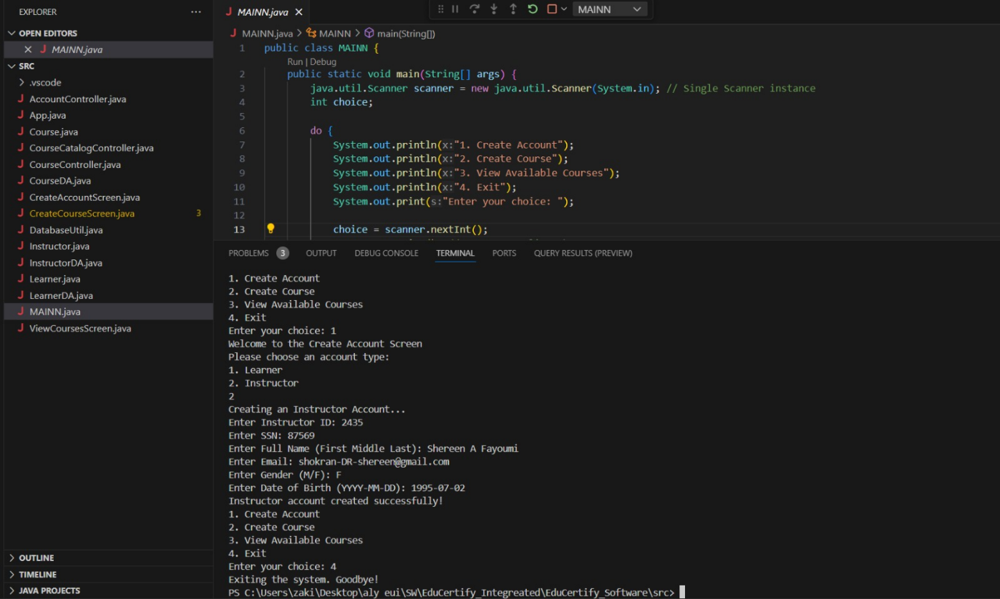 EXPLORER
...
OPEN EDITORS
J MAINN.java
SRC
.vscode
J AccountController.java
J App.java
J Course.java
J CourseCatalogController.java
J CourseController.java
J CourseDA.java
J CreateAccountScreen.java
J CreateCourseScreen.java 3
J DatabaseUtil.java
J Instructor.java
J InstructorDA.java
J Learner.java
J LearnerDA.java
J MAINN.java
J ViewCoursesScreen.java
OUTLINE
TIMELINE
JAVA PROJECTS
J MAINN.java
MAINN
J MAINN.java > MAINN > main(String[])
1 public class MAINN {
Run | Debug
2 public static void main(String[] args) {
3 java.util.Scanner scanner = new java.util.Scanner(System.in); // Single Scanner instance
4 int choice;
5
6 do {
7 System.out.println(x:"1. Create Account");
8 System.out.println(x:"2. Create Course");
9 System.out.println(x:"3. View Available Courses");
10 System.out.println(x:"4. Exit");
11 System.out.print(s:"Enter your choice: ");
12
13 choice = scanner.nextInt();
PROBLEMS 3 OUTPUT DEBUG CONSOLE TERMINAL PORTS QUERY RESULTS (PREVIEW)
1. Create Account
2. Create Course
3. View Available Courses
4. Exit
Enter your choice: 1
Welcome to the Create Account Screen
Please choose an account type:
1. Learner
2. Instructor
2
Creating an Instructor Account...
Enter Instructor ID: 2435
Enter SSN: 87569
Enter Full Name (First Middle Last): Shereen A Fayoumi
Enter Email: shokran-DR-shereen@gmail.com
Enter Gender (M/F): F
Enter Date of Birth (YYYY-MM-DD): 1995-07-02
Instructor account created successfully!
1. Create Account
2. Create Course
3. View Available Courses
4. Exit
Enter your choice: 4
Exiting the system. Goodbye!
PS C:\Users\zaki\Desktop\aly eui\SW\EduCertify_Integreated\EduCertify_Software\src>